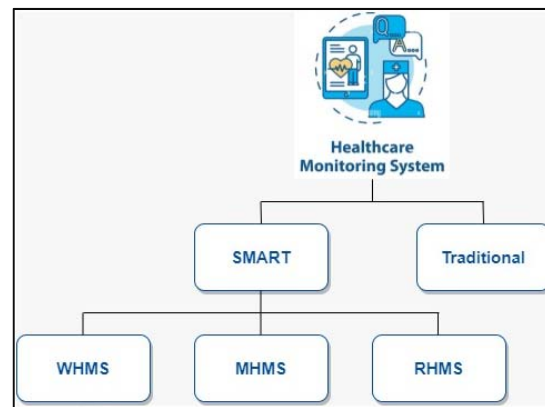 Q
A...
Healthcare
Monitoring System
SMART
Traditional
WHMS
MHMS
RHMS